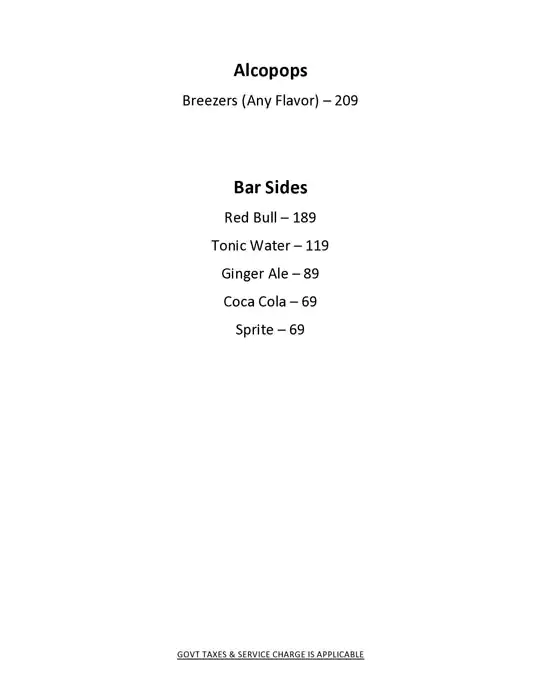 Alcopops
Breezers (Any Flavor) – 209
Bar Sides
Red Bull – 189
Tonic Water – 119
Ginger Ale – 89
Coca Cola – 69
Sprite – 69
GOVT TAXES & SERVICE CHARGE IS APPLICABLE